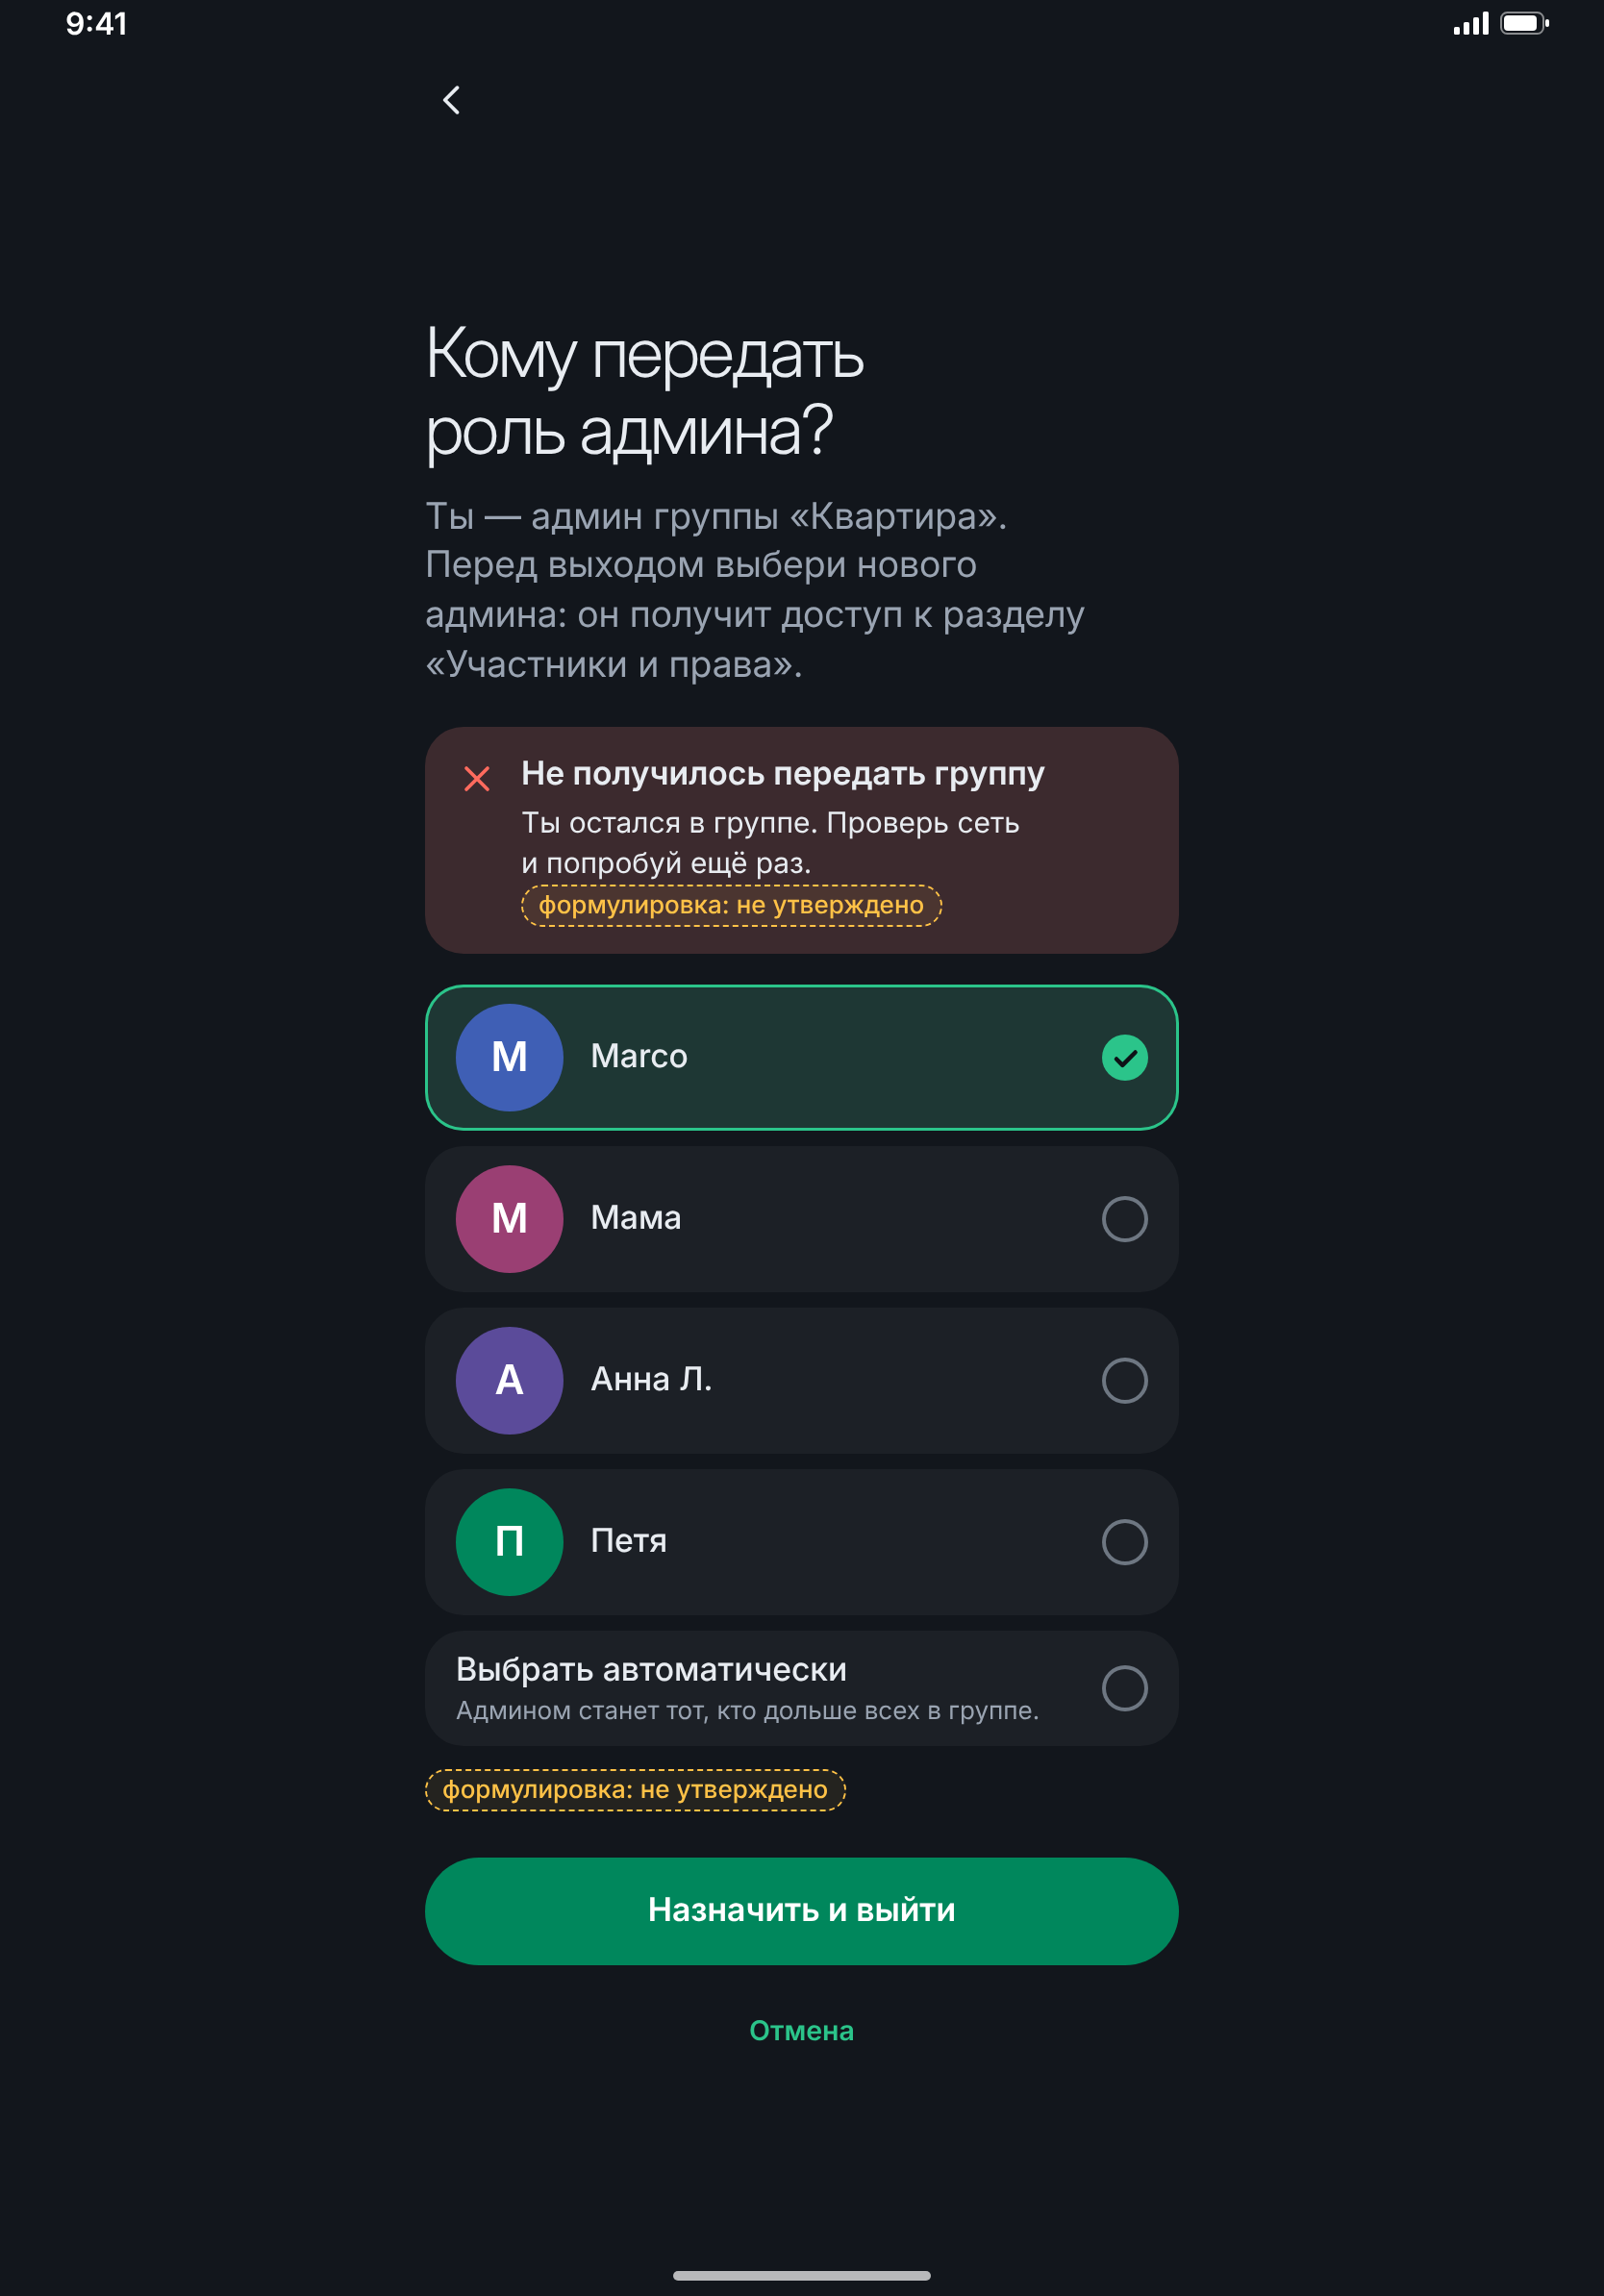 9:41
Кому передать
роль админа?
Ты — админ группы «Квартира».
Перед выходом выбери нового
админа: он получит доступ к разделу
«Участники и права».
Не получилось передать группу
Ты остался в группе. Проверь сеть
и попробуй ещё раз.
формулировка: не утверждено
M
Marco
М
Мама
А
Анна Л.
П
Петя
Выбрать автоматически
Админом станет тот, кто дольше всех в группе.
формулировка: не утверждено
Назначить и выйти
Отмена